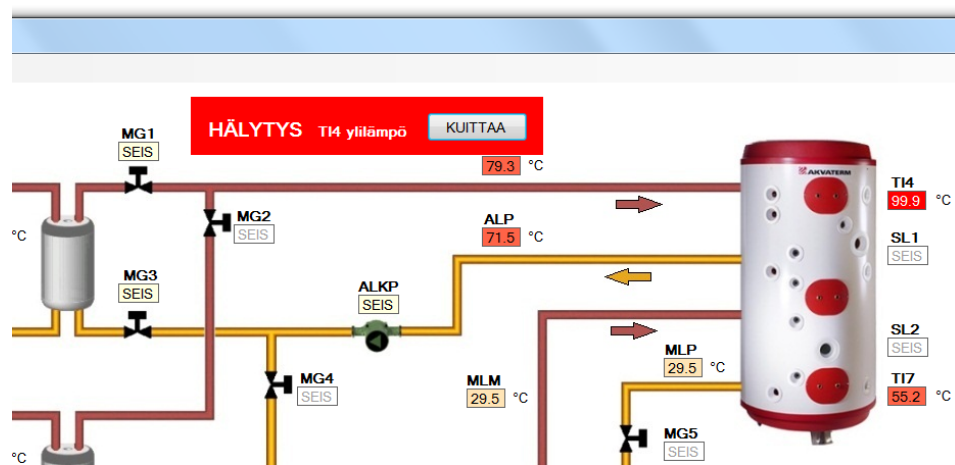 HÄLYTYS TI4 ylilämpö KUITTAA
MG1
SEIS
79.3 °C
AKVATERM
TI4
99.9 °C
MG2
SEIS
ALP
71.5 °C
°C
SL1
SEIS
MG3
SEIS
ALKP
SEIS
SL2
SEIS
MLP
29.5 °C
MG4
SEIS
MLM
29.5 °C
TI7
55.2 °C
MG5
SEIS
°C